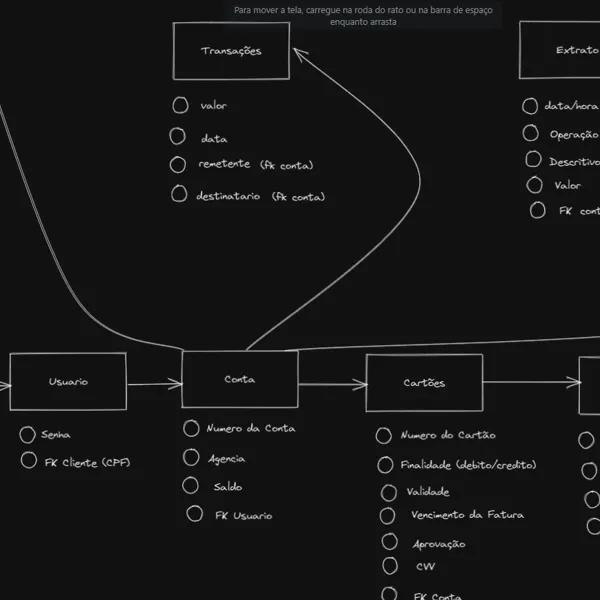 Para mover a tela, carregue na roda do rato ou na barra de espaço
enquanto arrasta
Transações
valor
data
remetente (fk conta)
destinatario (fk conta)
Extrato
data/hora
Operação
Descritivo
Valor
FK cont
Usuario
Senha
FK Cliente (CPF)
Conta
Numero da Conta
Agencia
Saldo
FK Usuario
Cartões
Numero do Cartão
Finalidade (debito/credito)
Validade
Vencimento da Fatura
Aprovação
CVV
FK Conta